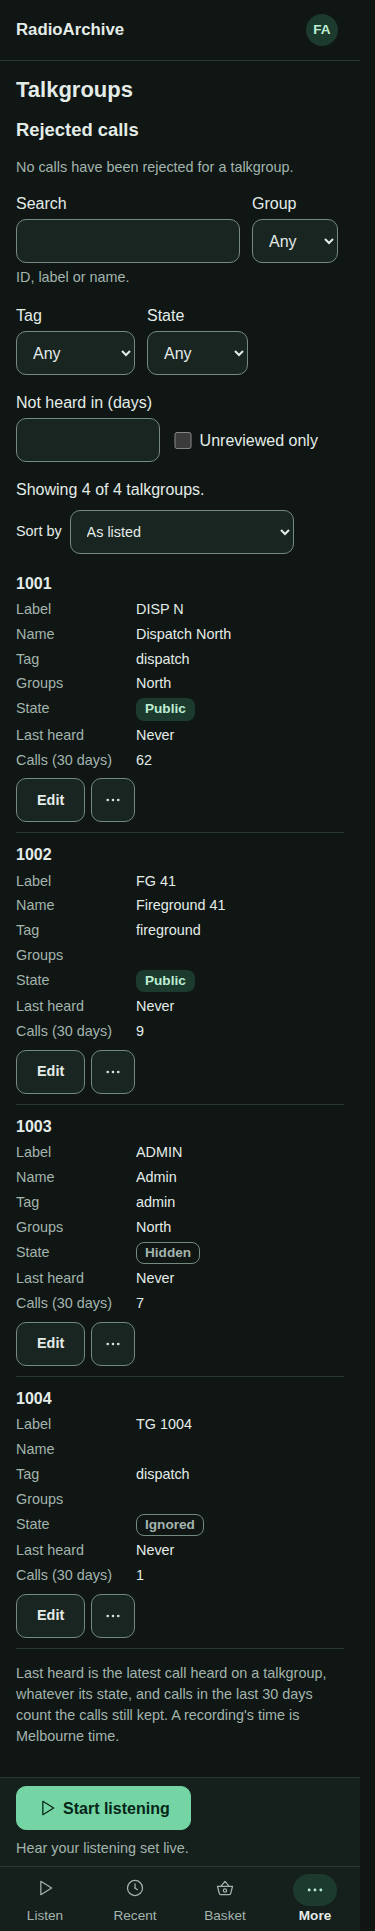 RadioArchive
FA
Talkgroups
Rejected calls
No calls have been rejected for a talkgroup.
Search Group
Any
ID, label or name.
Tag State
Any Any
Not heard in (days)
Unreviewed only
Showing 4 of 4 talkgroups.
Sort by As listed
1001
Label DISP N
Name Dispatch North
Tag dispatch
Groups North
State Public
Last heard Never
Calls (30 days) 62
Edit ...
1002
Label FG 41
Name Fireground 41
Tag fireground
Groups
State Public
Last heard Never
Calls (30 days) 9
Edit ...
1003
Label ADMIN
Name Admin
Tag admin
Groups North
State Hidden
Last heard Never
Calls (30 days) 7
Edit ...
1004
Label TG 1004
Name
Tag dispatch
Groups
State Ignored
Last heard Never
Calls (30 days) 1
Edit ...
Last heard is the latest call heard on a talkgroup,
whatever its state, and calls in the last 30 days
count the calls still kept. A recording's time is
Melbourne time.
Start listening
Hear your listening set live.
Listen Recent Basket More